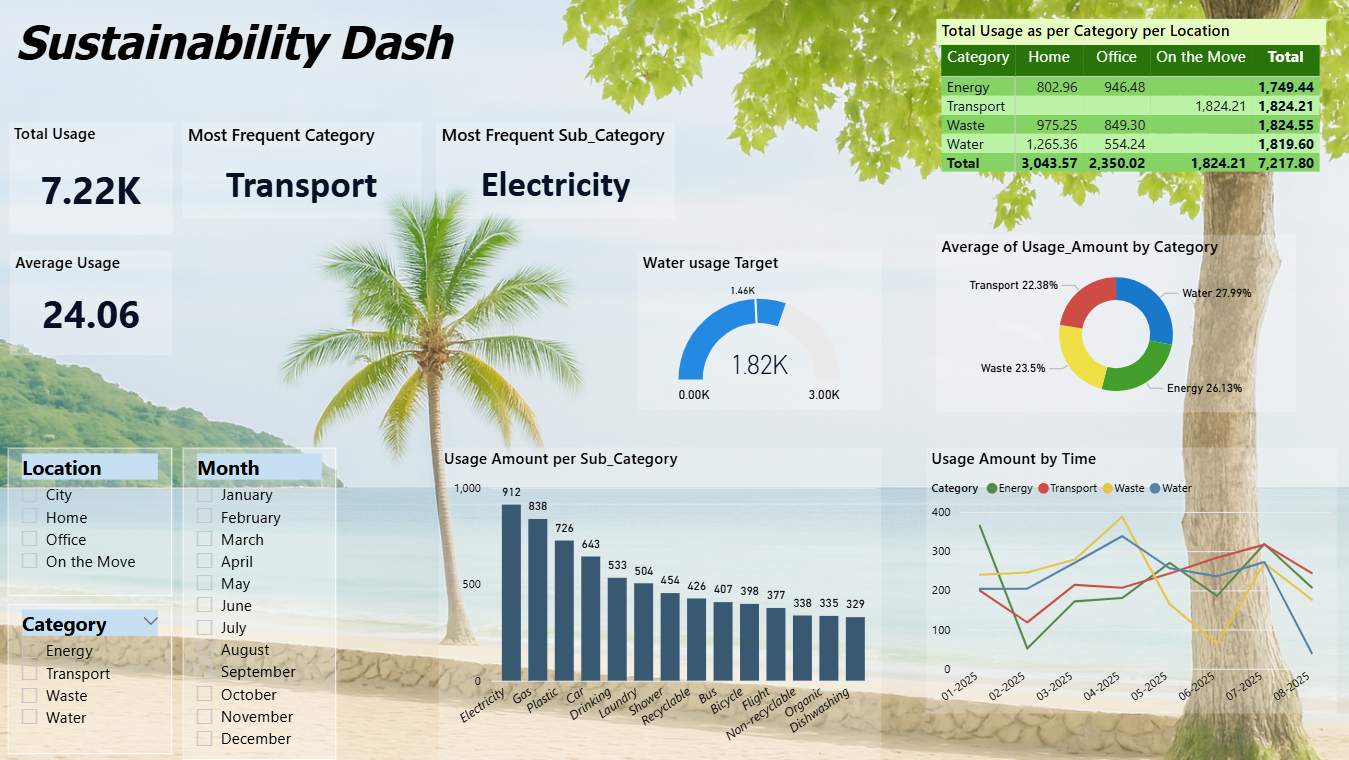 Sustainability Dash
Total Usage
7.22K
Most Frequent Category
Transport
Most Frequent Sub_Category
Electricity
Total Usage as per Category per Location
Category Home Office On the Move Total
Energy 802.96 946.48 1,749.44
Transport 1,824.21 1,824.21
Waste 975.25 849.30 1,824.55
Water 1,265.36 554.24 1,819.60
Total 3,043.57 2,350.02 1,824.21 7,217.80
Average Usage
24.06
Water usage Target
1.46K
1.82K
0.00K 3.00K
Average of Usage_Amount by Category
Transport 22.38% Water 27.99%
Waste 23.5% Energy 26.13%
Location
City
Home
Office
On the Move
Category
Energy
Transport
Waste
Water
Month
January
February
March
April
May
June
July
August
September
October
November
December
Usage Amount per Sub_Category
1,000
500
0
912 838 726 643 533 504 454 426 407 398 377 338 335 329
Electricity Gas Plastic Car Drinking Laundry Shower Recyclable Bus Bicycle Flight Non-recyclable Organic Dishwashing
Usage Amount by Time
Category Energy Transport Waste Water
400
300
200
100
0
01-2025 02-2025 03-2025 04-2025 05-2025 06-2025 07-2025 08-2025